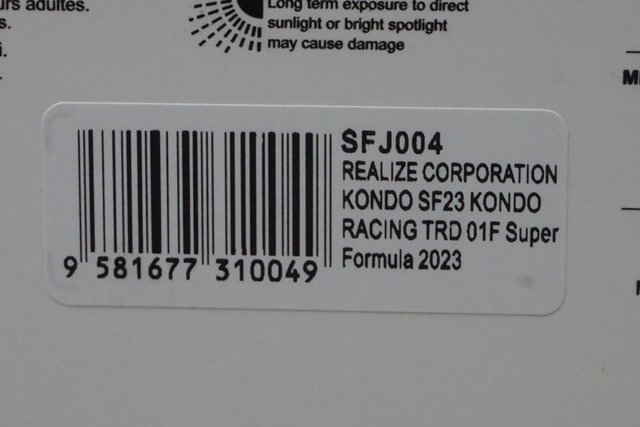 urs adultes.
Long term exposure to direct
sunlight or bright spotlight
may cause damage
SFJ004
REALIZE CORPORATION
KONDO SF23 KONDO
RACING TRD 01F Super
Formula 2023
9 581677 310049